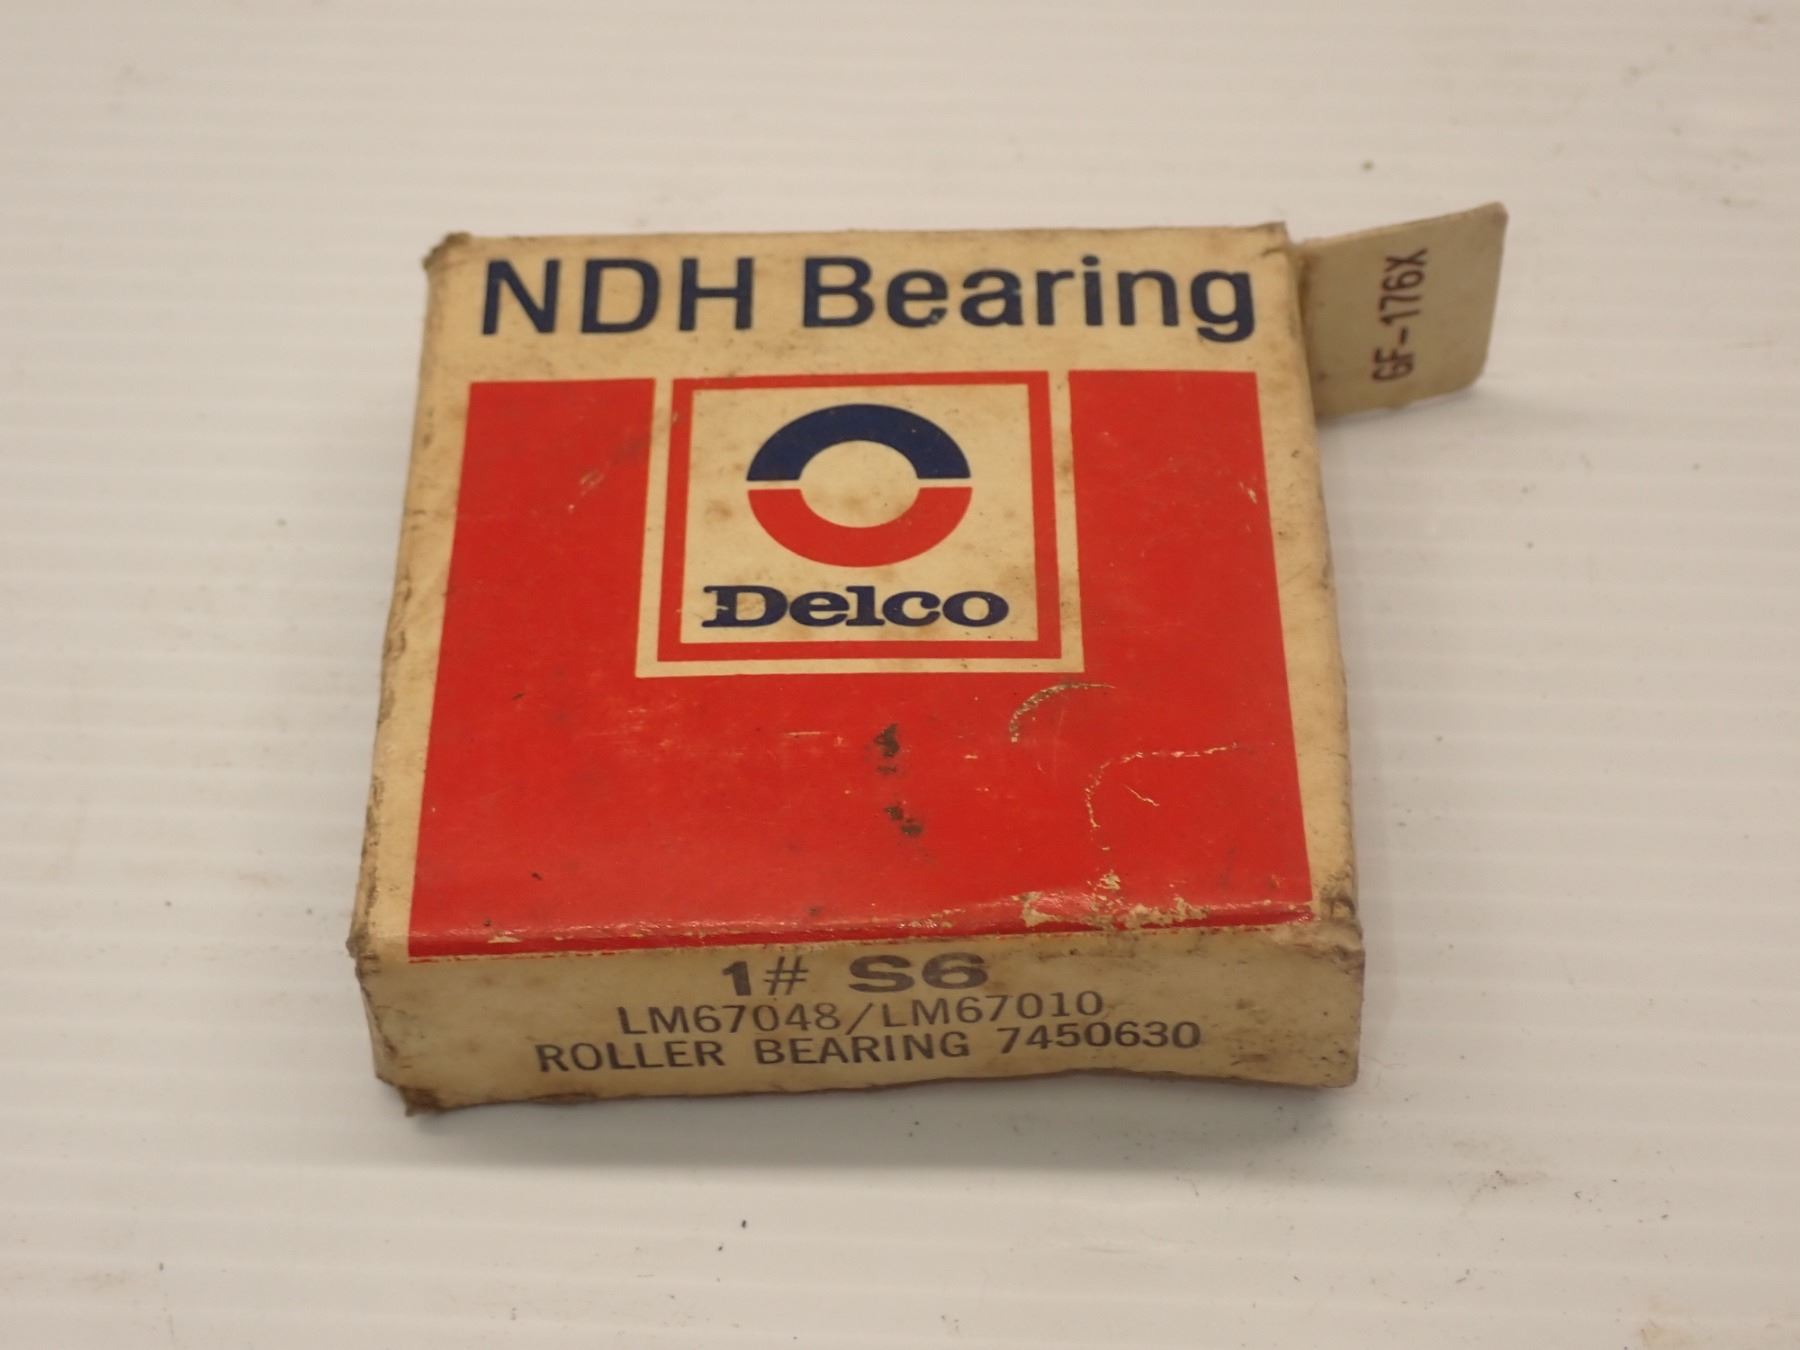 NDH Bearing
GF-176X
Delco
1# S6
LM67048/LM67010
ROLLER BEARING 7450630